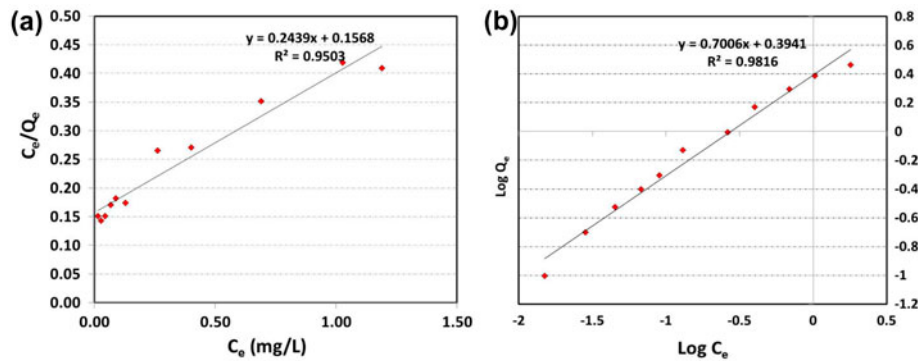 (a)
0.50
0.45
0.40
0.35
0.30
0.25
0.20
0.15
0.10
0.05
0.00
y = 0.2439x + 0.1568
R² = 0.9503
Cₑ/Qₑ
0.00 0.50 1.00 1.50
Cₑ (mg/L)
(b)
y = 0.7006x + 0.3941
R² = 0.9816
0.8
0.6
0.4
0.2
0
-0.2
-0.4
-0.6
-0.8
-1
-1.2
Log Qₑ
-2 -1.5 -1 -0.5 0 0.5
Log Cₑ